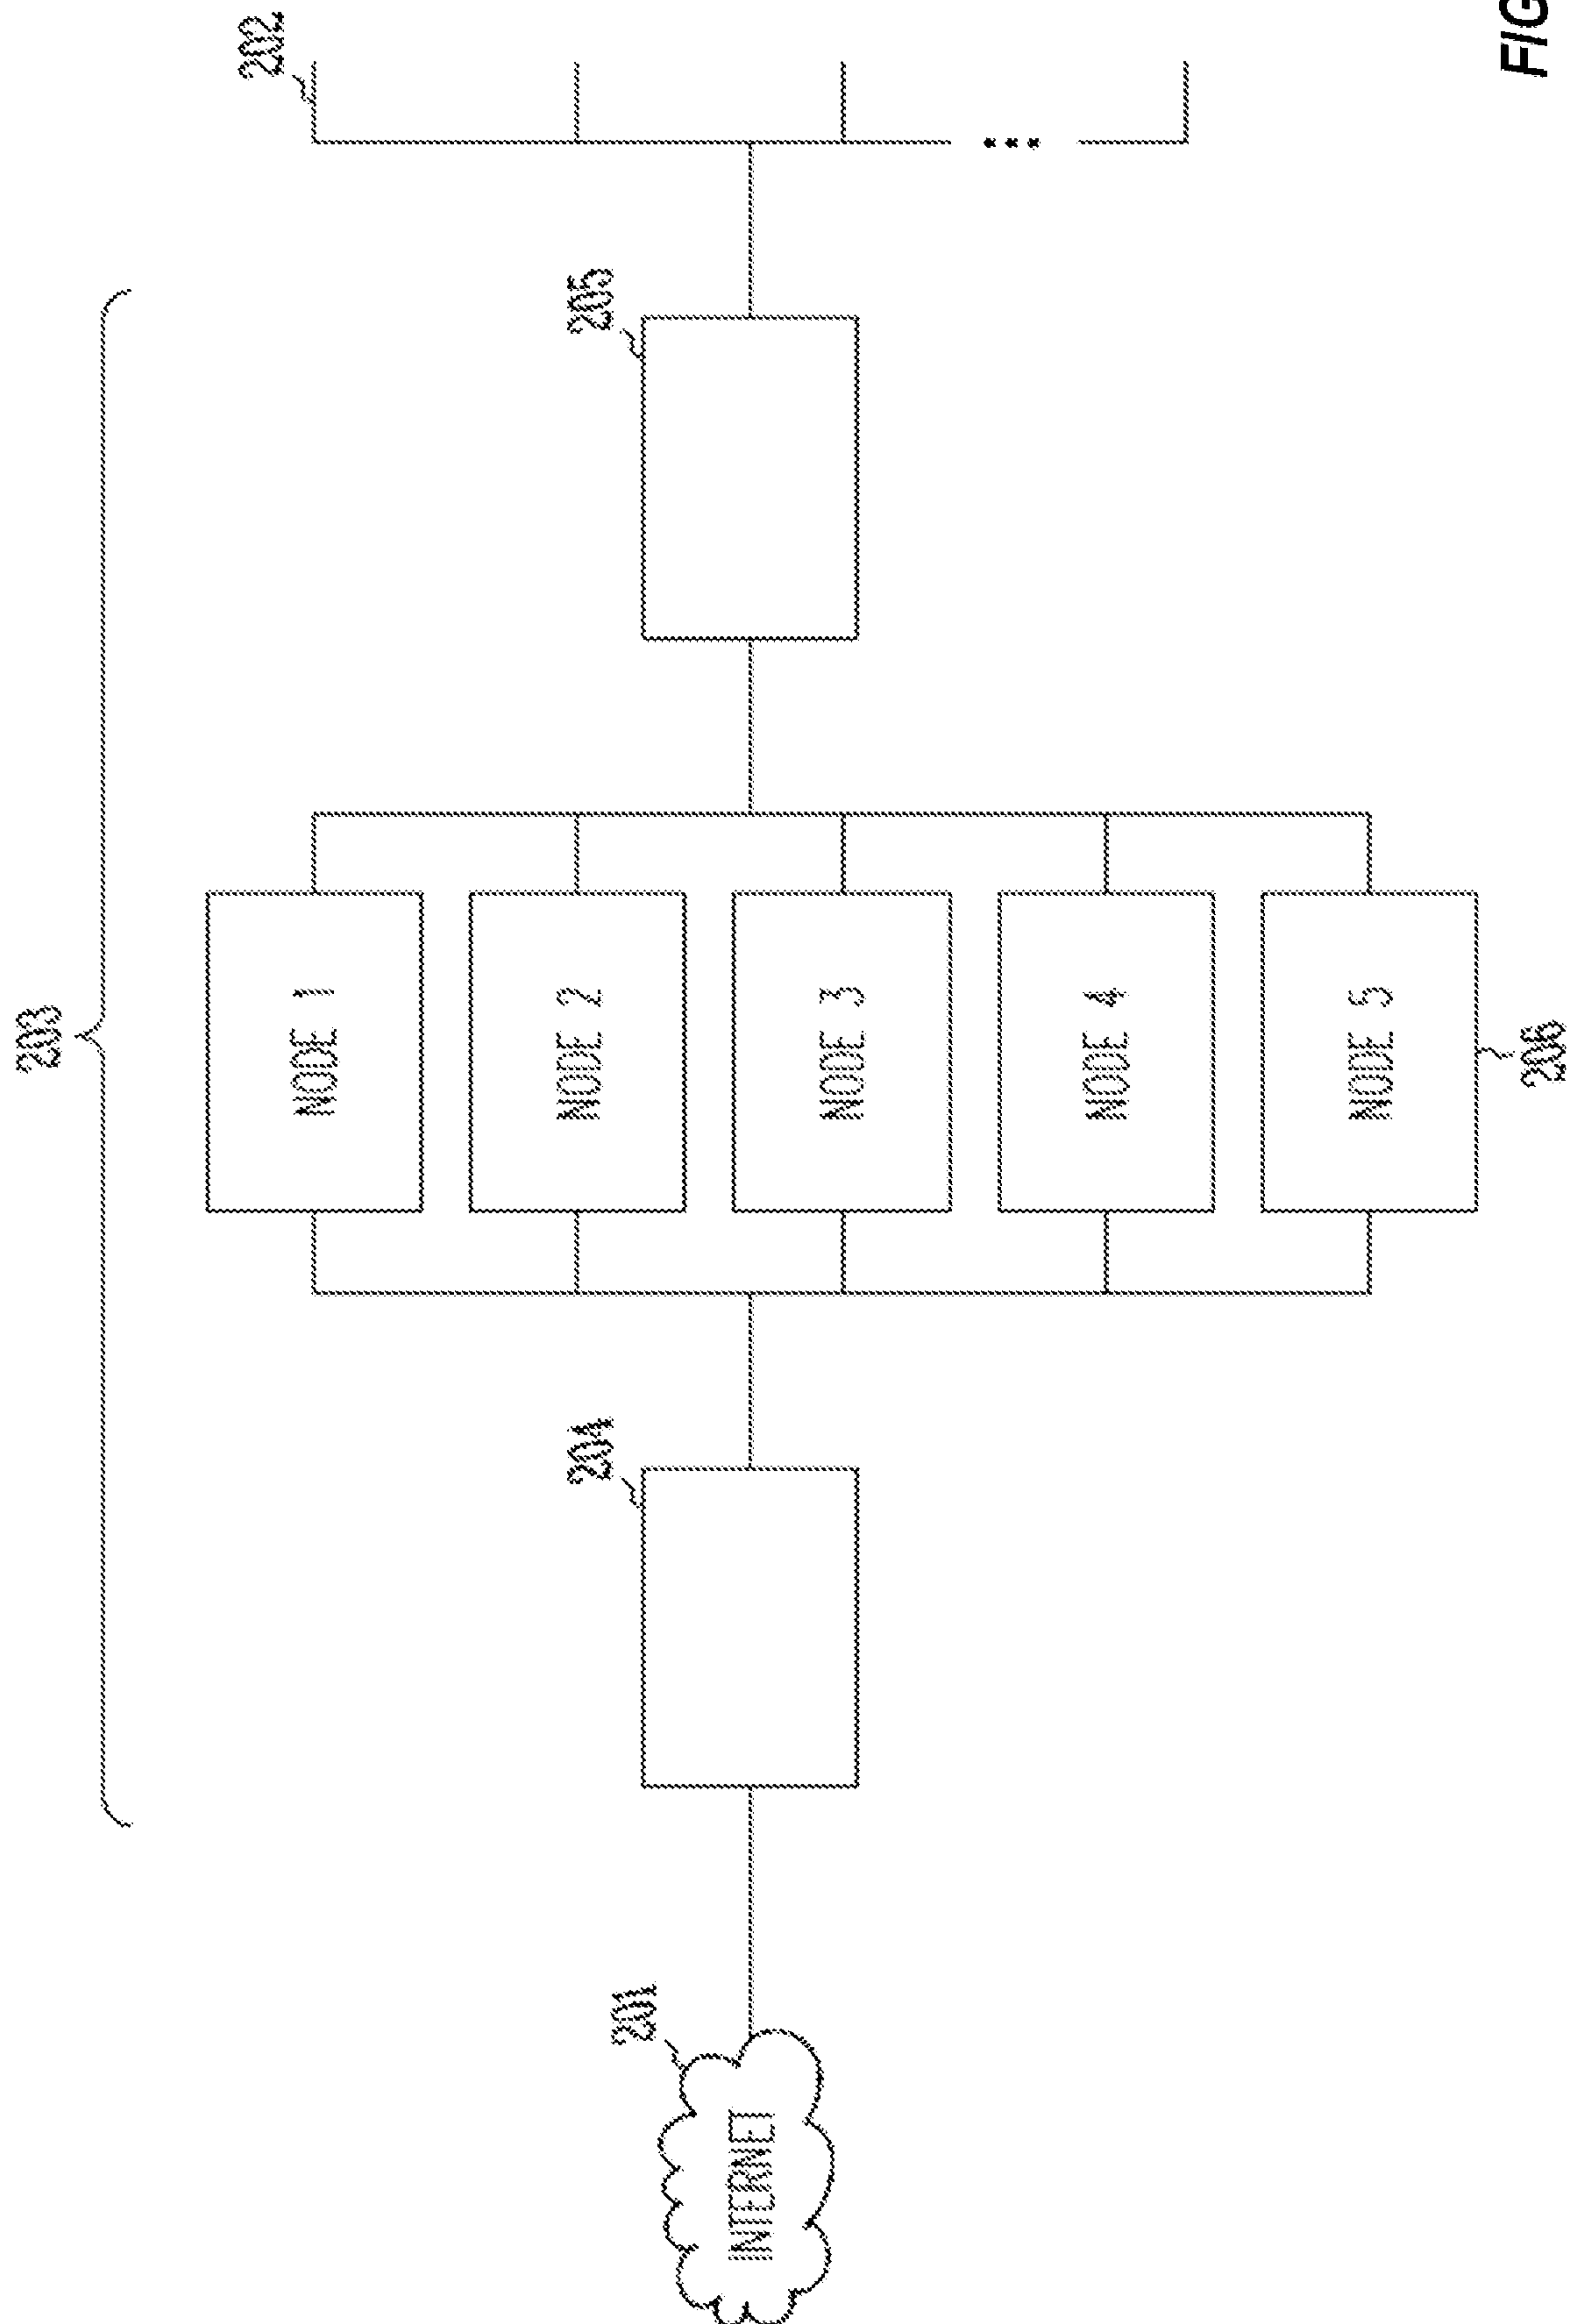 203
202
201
INTERNET
204
NODE 1
NODE 2
NODE 3
NODE 4
NODE 5
206
205
FIG